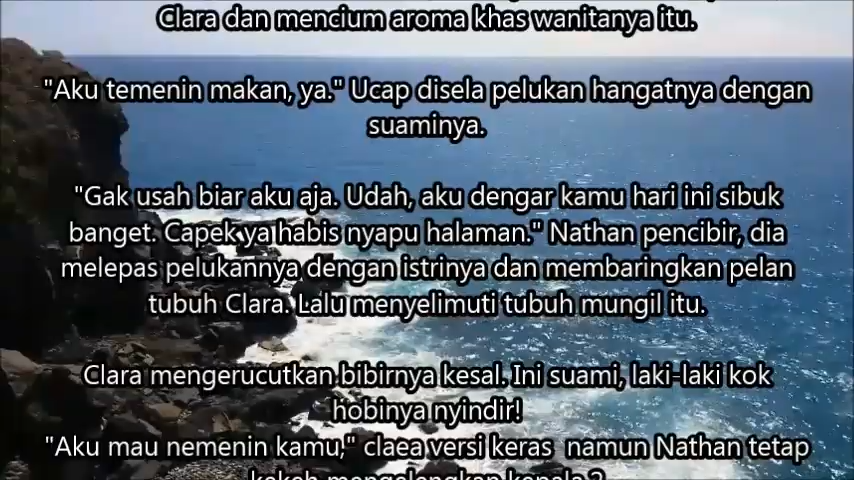 Clara dan mencium aroma khas wanitanya itu.
"Aku temenin makan, ya." Ucap disela pelukan hangatnya dengan
suaminya.
"Gak usah biar aku aja. Udah, aku dengar kamu hari ini sibuk
banget. Capek ya habis nyapu halaman." Nathan pencibir, dia
melepas pelukannya dengan istrinya dan membaringkan pelan
tubuh Clara. Lalu menyelimuti tubuh mungil itu.
Clara mengerucutkan bibirnya kesal. Ini suami, laki-laki kok
hobinya nyindir!
"Aku mau nemenin kamu," claea versi keras namun Nathan tetap
kekeh menggelengkan kepala ?